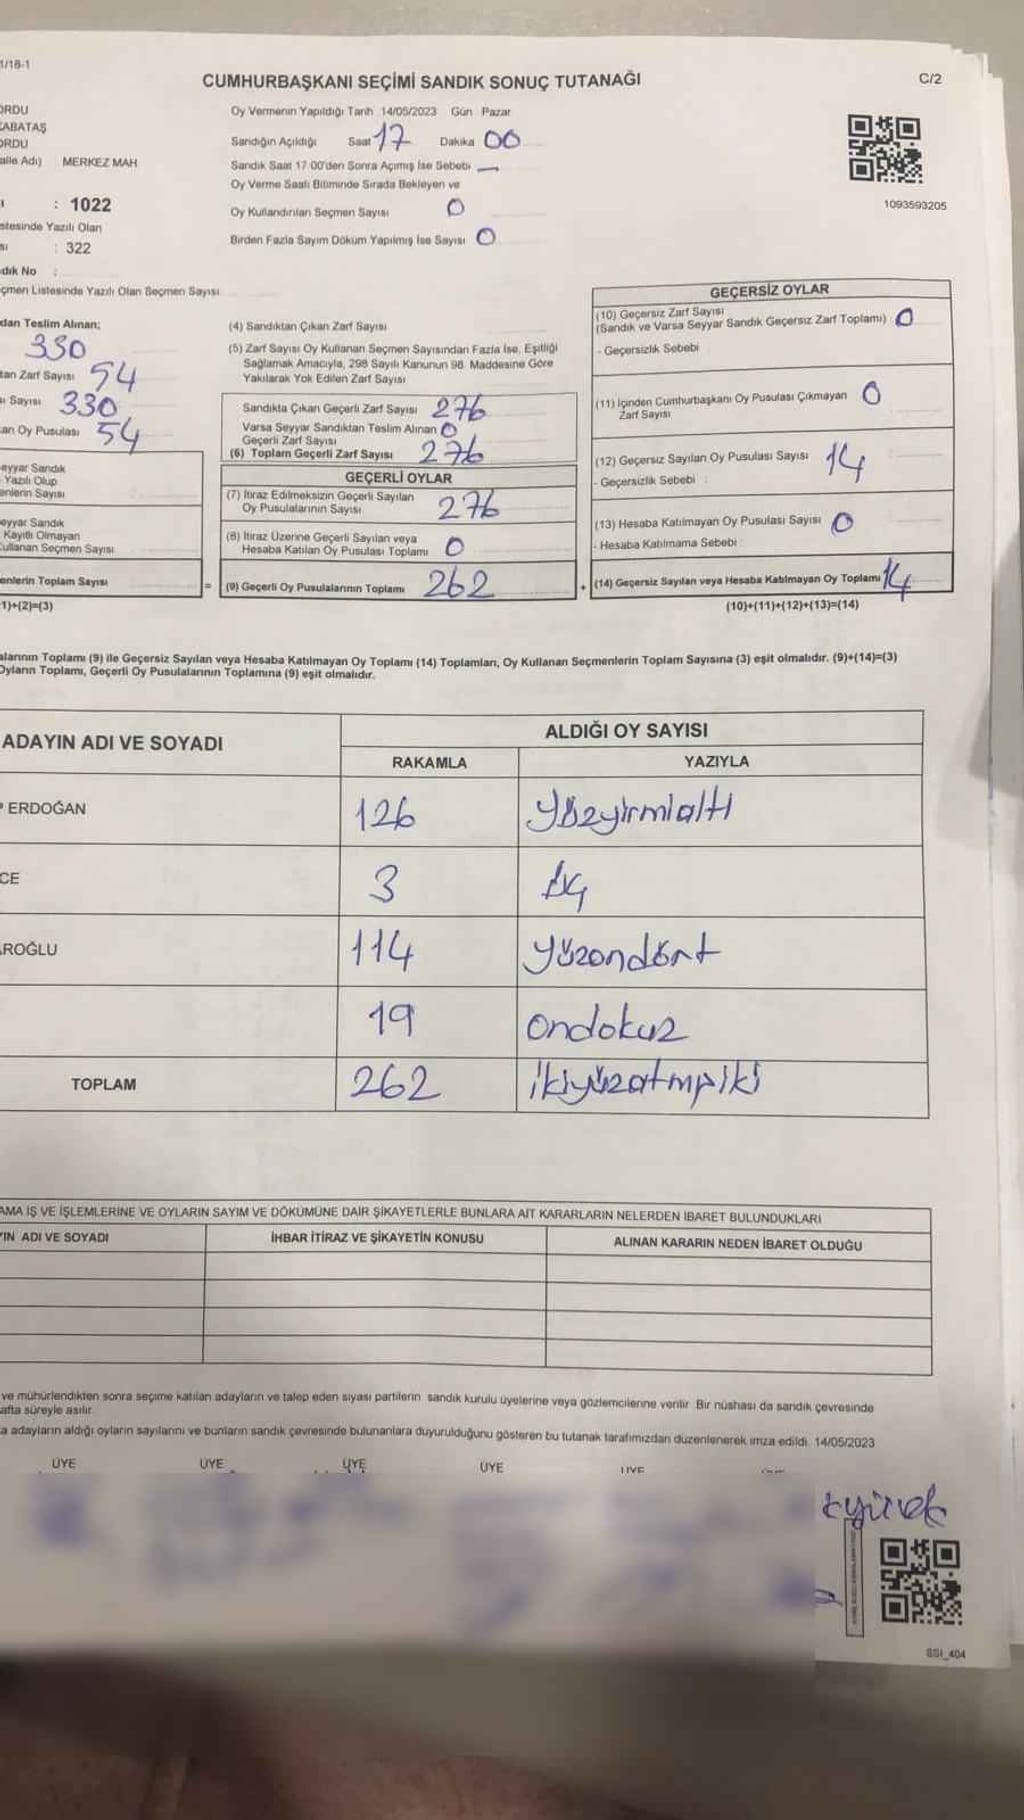 1/18-1
CUMHURBAŞKANI SEÇİMİ SANDIK SONUÇ TUTANAĞI
C/2
ORDU
KABATAŞ
ORDU
alle Adı) MERKEZ MAH
: 1022
stesinde Yazılı Olan
: 322
dık No :
çmen Listesinde Yazılı Olan Seçmen Sayısı
Oy Vermenin Yapıldığı Tarih 14/05/2023 Gün Pazar
Sandığın Açıldığı Saat 17 Dakika 00
Sandık Saat 17 00'den Sonra Açımış İse Sebebi —
Oy Verme Saati Bitiminde Sırada Bekleyen ve
Oy Kullandırılan Seçmen Sayısı 0
Birden Fazla Sayım Döküm Yapılmış İse Sayısı 0
1093593205
dan Teslim Alınan;
330
tan Zarf Sayısı 54
ı Sayısı 330
an Oy Pusulası 54
eyyar Sandık
Yazılı Olup
enlerin Sayısı
eyyar Sandık
Kayıtlı Olmayan
Kullanan Seçmen Sayısı
enlerin Toplam Sayısı
1)+(2)=(3)
(4) Sandıktan Çıkan Zarf Sayısı
(5) Zarf Sayısı Oy Kullanan Seçmen Sayısından Fazla İse, Eşitliği
Sağlamak Amacıyla, 298 Sayılı Kanunun 98. Maddesine Göre
Yakılarak Yok Edilen Zarf Sayısı
Sandıkta Çıkan Geçerli Zarf Sayısı 276
Varsa Seyyar Sandıktan Teslim Alınan 0
Geçerli Zarf Sayısı
(6) Toplam Geçerli Zarf Sayısı 276
GEÇERLİ OYLAR
(7) İtiraz Edilmeksizin Geçerli Sayılan
Oy Pusulalarının Sayısı 276
(8) İtiraz Üzerine Geçerli Sayılan veya
Hesaba Katılan Oy Pusulası Toplamı 0
= (9) Geçerli Oy Pusulalarının Toplamı 262 +
GEÇERSİZ OYLAR
(10) Geçersiz Zarf Sayısı
(Sandık ve Varsa Seyyar Sandık Geçersiz Zarf Toplamı) : 0
- Geçersizlik Sebebi
(11) İçinden Cumhurbaşkanı Oy Pusulası Çıkmayan 0
Zarf Sayısı
(12) Geçersiz Sayılan Oy Pusulası Sayısı 14
- Geçersizlik Sebebi :
(13) Hesaba Katılmayan Oy Pusulası Sayısı 0
- Hesaba Katılmama Sebebi :
(14) Geçersiz Sayılan veya Hesaba Katılmayan Oy Toplamı 14
(10)+(11)+(12)+(13)=(14)
alarının Toplamı (9) ile Geçersiz Sayılan veya Hesaba Katılmayan Oy Toplamı (14) Toplamları, Oy Kullanan Seçmenlerin Toplam Sayısına (3) eşit olmalıdır. (9)+(14)=(3)
Oyların Toplamı, Geçerli Oy Pusulalarının Toplamına (9) eşit olmalıdır.
ADAYIN ADI VE SOYADI
ALDIĞI OY SAYISI
RAKAMLA YAZIYLA
ERDOĞAN 126 Yüzyirmialtı
CE 3 üç
AROĞLU 114 yüzondört
19 ondokuz
TOPLAM 262 ikiyüzatmpiki
AMA İŞ VE İŞLEMLERİNE VE OYLARIN SAYIM VE DÖKÜMÜNE DAİR ŞİKAYETLERLE BUNLARA AİT KARARLARIN NELERDEN İBARET BULUNDUKLARI
IN ADI VE SOYADI İHBAR İTİRAZ VE ŞİKAYETİN KONUSU ALINAN KARARIN NEDEN İBARET OLDUĞU
ve mühürlendikten sonra seçime katılan adayların ve talep eden siyasi partilerin sandık kurulu üyelerine veya gözlemcilerine verilir Bir nüshası da sandık çevresinde
afta süreyle asılır.
a adayların aldığı oyların sayılarını ve bunların sandık çevresinde bulunanlara duyurulduğunu gösteren bu tutanak tarafımızdan düzenlenerek imza edildi 14/05/2023
ÜYE ÜYE ÜYE ÜYE ÜYE
SSI_404